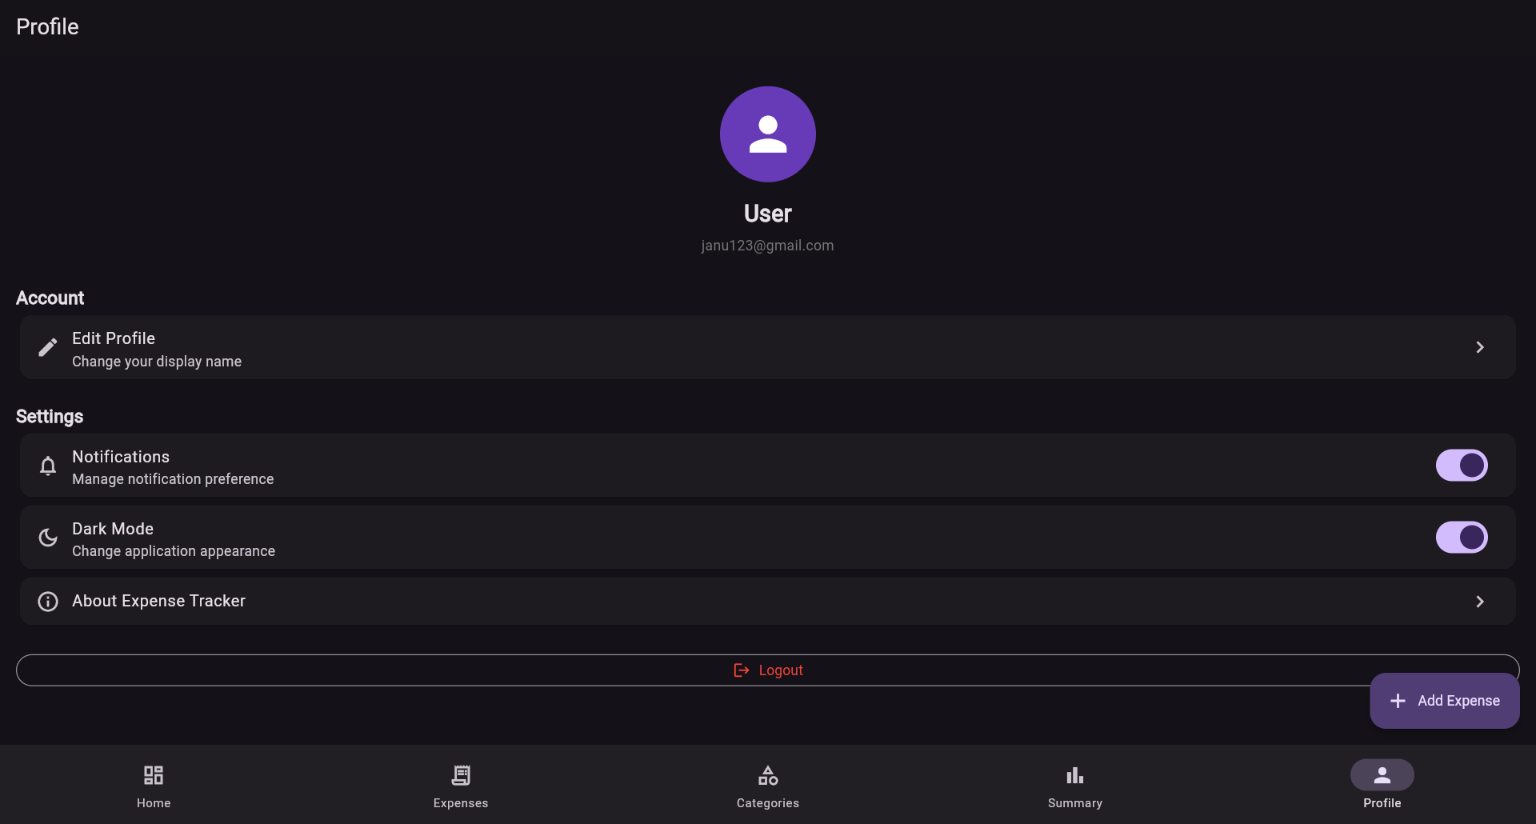 Profile
User
janu123@gmail.com
Account
Edit Profile
Change your display name
Settings
Notifications
Manage notification preference
Dark Mode
Change application appearance
About Expense Tracker
Logout
Add Expense
Home
Expenses
Categories
Summary
Profile